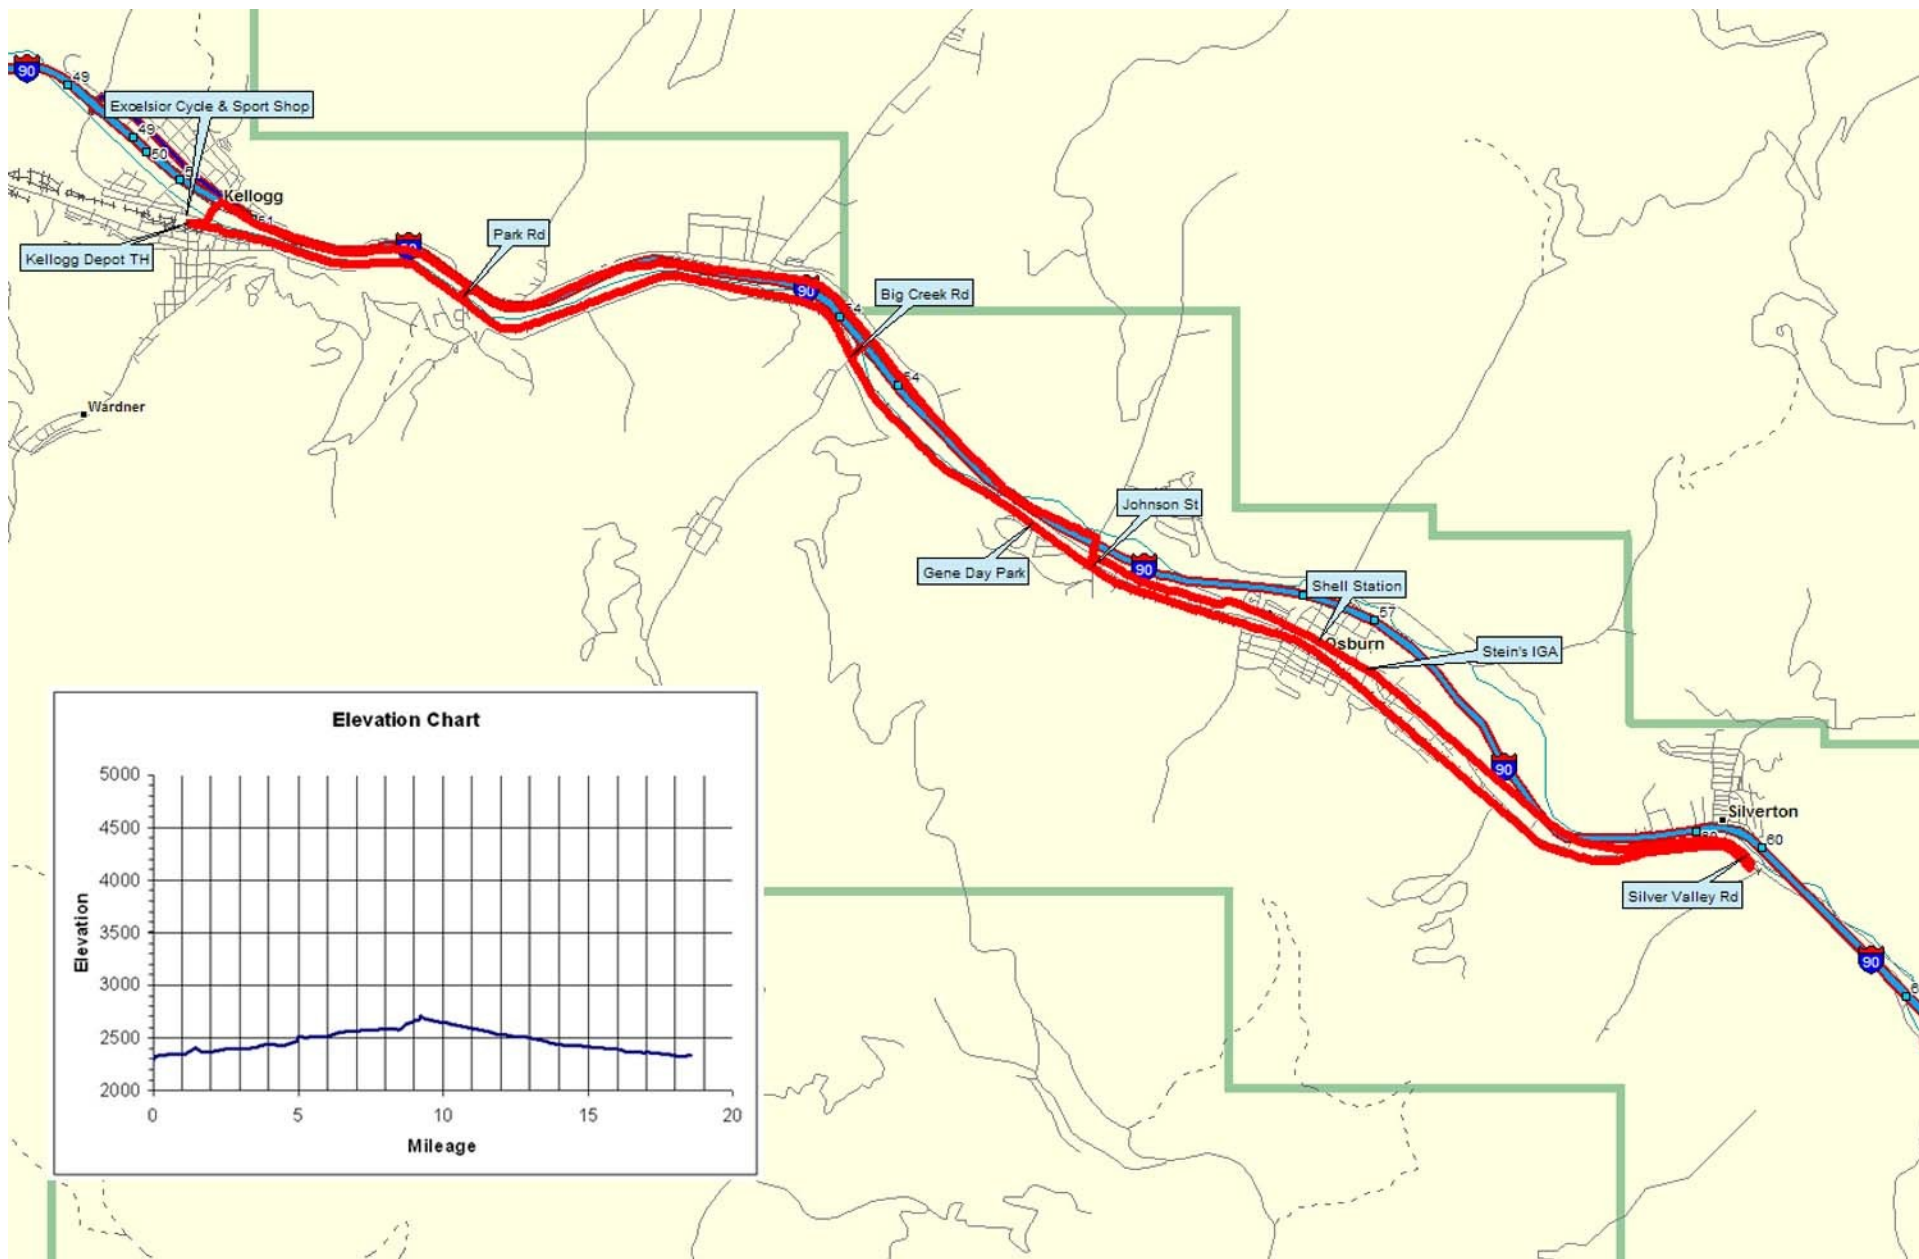 90
49
Excelsior Cycle & Sport Shop
49
50
Kellogg
51
Kellogg Depot TH
Park Rd
90
Big Creek Rd
54
54
Wardner
Johnson St
Gene Day Park
90
Shell Station
57
Osburn
Stein's IGA
90
Silverton
60
Silver Valley Rd
90
Elevation Chart
5000
4500
4000
3500
3000
2500
2000
Elevation
0
5
10
15
20
Mileage